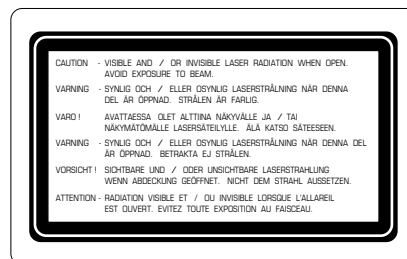 CAUTION - VISIBLE AND / OR INVISIBLE LASER RADIATION WHEN OPEN.
AVOID EXPOSURE TO BEAM.
VARNING - SYNLIG OCH / ELLER OSYNLIG LASERSTRÅLNING NÄR DENNA
DEL ÄR ÖPPNAD. STRÅLEN ÄR FARLIG.
VARO ! AVATTAESSA OLET ALTTIINA NÄKYVÄLLE JA / TAI
NÄKYMÄTÖMÄLLE LASERSÄTEILYLLE. ÄLÄ KATSO SÄTEESEEN.
VARNING - SYNLIG OCH / ELLER OSYNLIG LASERSTRÅLNING NÄR DENNA DEL
ÄR ÖPPNAD. BETRAKTA EJ STRÅLEN.
VORSICHT ! SICHTBARE UND / ODER UNSICHTBARE LASERSTRAHLUNG
WENN ABDECKUNG GEÖFFNET. NICHT DEM STRAHL AUSSETZEN.
ATTENTION - RADIATION VISIBLE ET / OU INVISIBLE LORSQUE L'ALLAREIL
EST OUVERT. EVITEZ TOUTE EXPOSITION AU FAISCEAU.